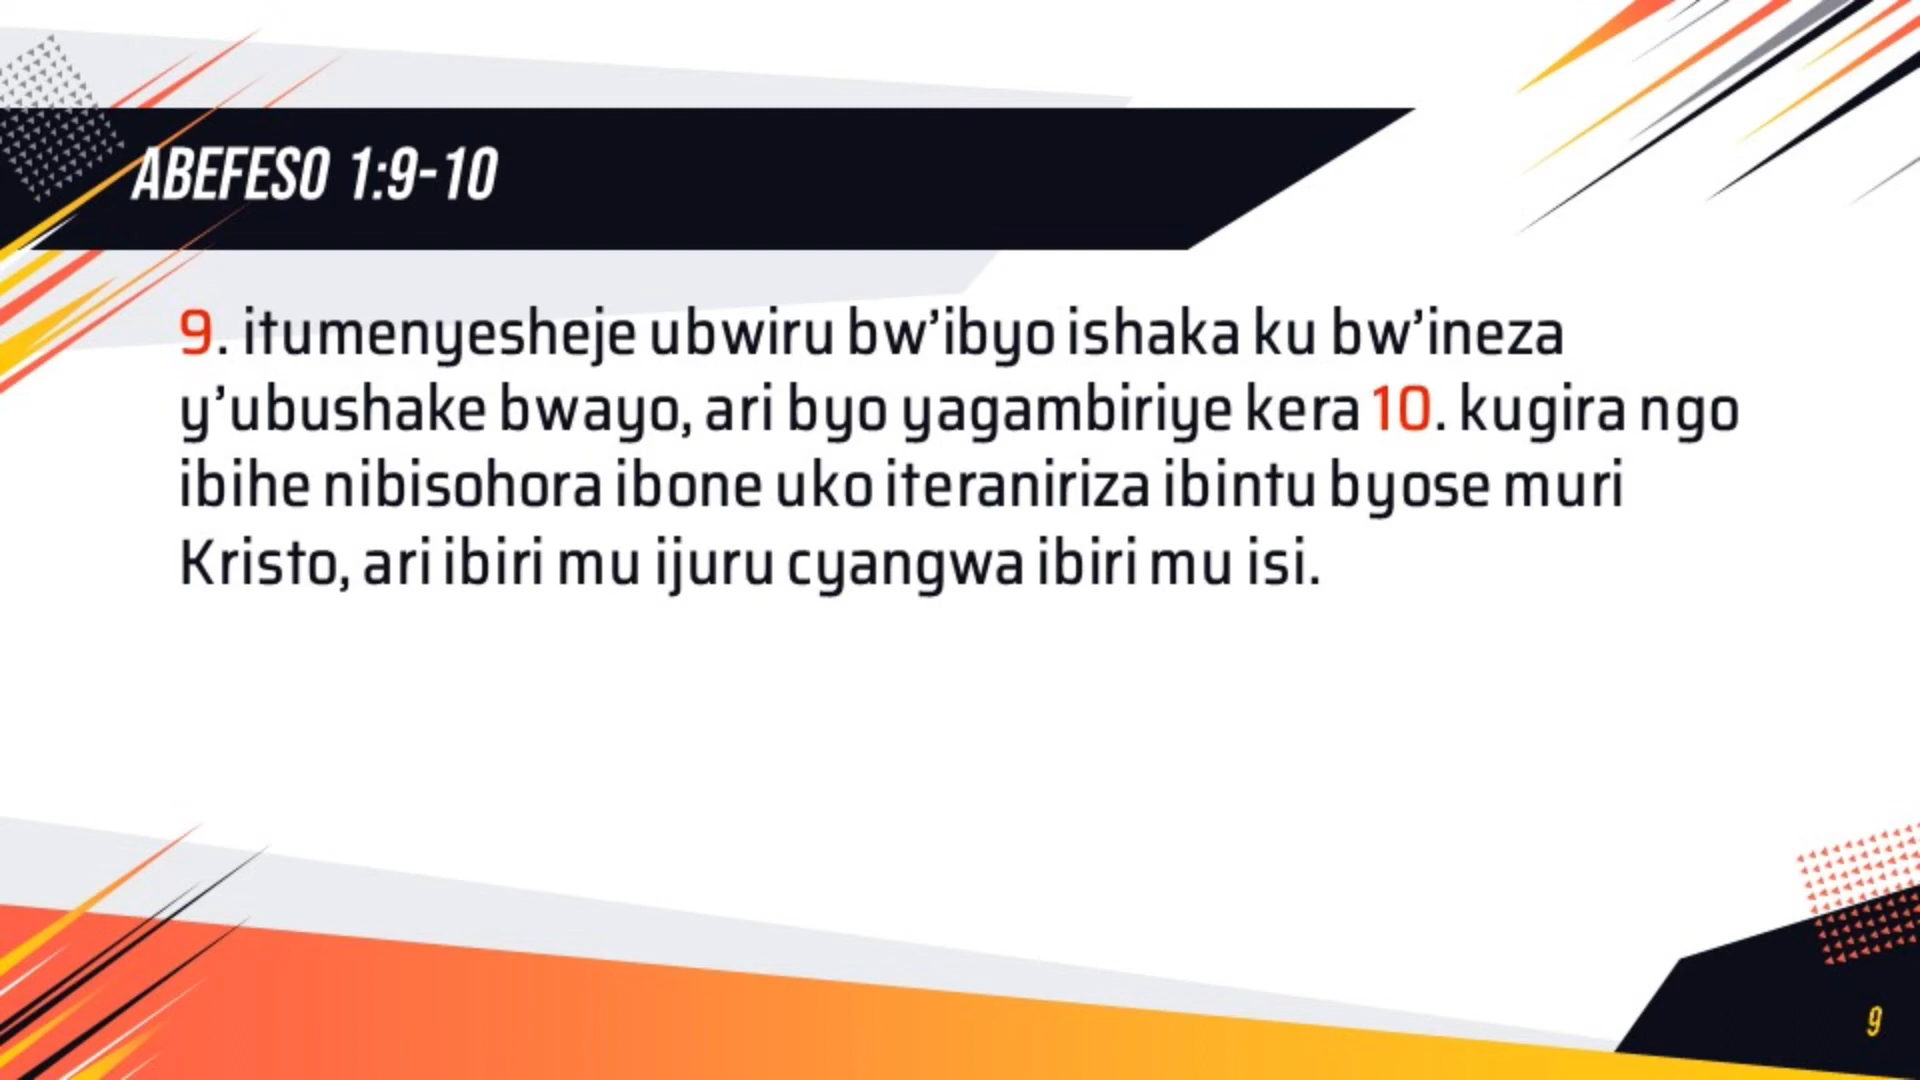 ABEFESO 1:9-10
9. itumenyesheje ubwiru bw’ibyo ishaka ku bw’ineza
y’ubushake bwayo, ari byo yagambiriye kera 10. kugira ngo
ibihe nibisohora ibone uko iteraniriza ibintu byose muri
Kristo, ari ibiri mu ijuru cyangwa ibiri mu isi.
9